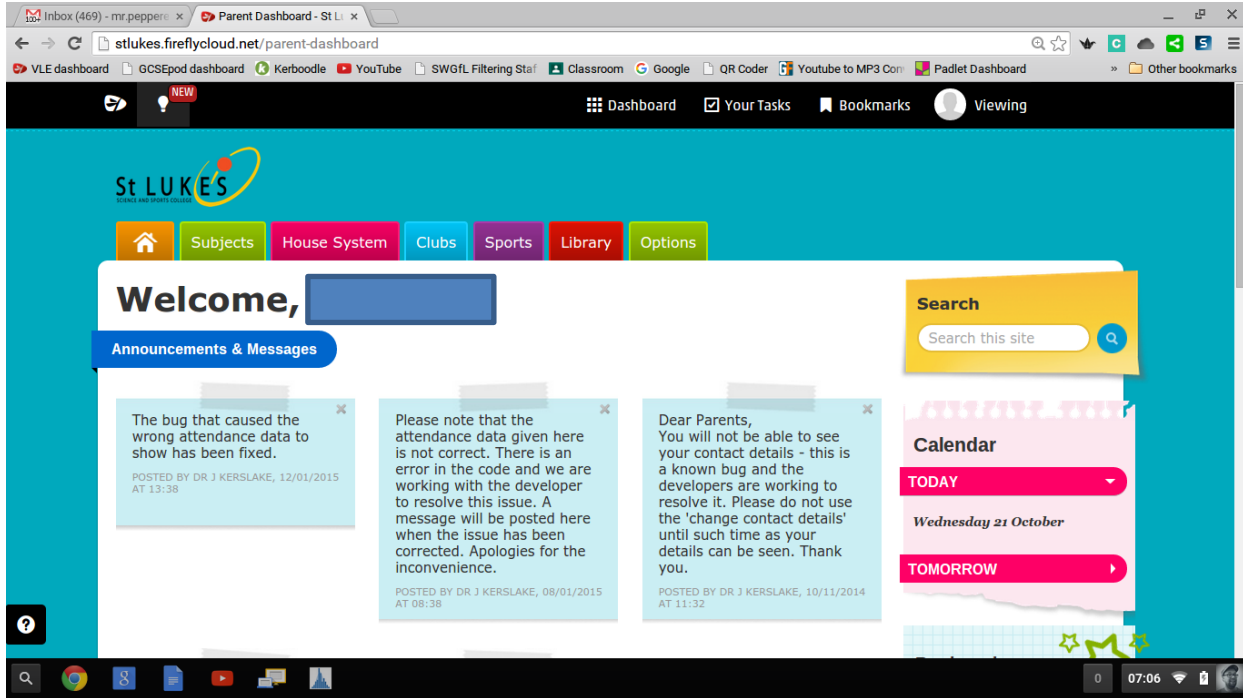 Inbox (469) - mr.peppere
Parent Dashboard - St Lu
stlukes.fireflycloud.net/parent-dashboard
VLE dashboard GCSEpod dashboard Kerboodle YouTube SWGfL Filtering Staf Classroom Google QR Coder Youtube to MP3 Con Padlet Dashboard » Other bookmarks
NEW
Dashboard Your Tasks Bookmarks Viewing
St LUKE'S
SCIENCE AND SPORTS COLLEGE
Subjects House System Clubs Sports Library Options
Welcome,
Announcements & Messages
The bug that caused the
wrong attendance data to
show has been fixed.
POSTED BY DR J KERSLAKE, 12/01/2015
AT 13:38
Please note that the
attendance data given here
is not correct. There is an
error in the code and we are
working with the developer
to resolve this issue. A
message will be posted here
when the issue has been
corrected. Apologies for the
inconvenience.
POSTED BY DR J KERSLAKE, 08/01/2015
AT 08:38
Dear Parents,
You will not be able to see
your contact details - this is
a known bug and the
developers are working to
resolve it. Please do not use
the 'change contact details'
until such time as your
details can be seen. Thank
you.
POSTED BY DR J KERSLAKE, 10/11/2014
AT 11:32
Search
Search this site
Calendar
TODAY
Wednesday 21 October
TOMORROW
0 07:06